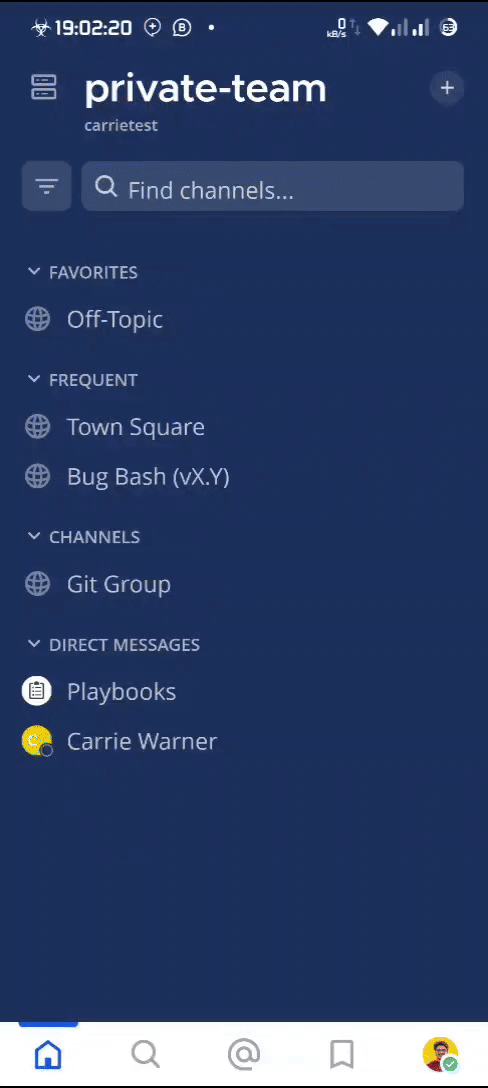 19:02:20
0
kB/s
63
private-team
carrietest
Find channels...
FAVORITES
Off-Topic
FREQUENT
Town Square
Bug Bash (vX.Y)
CHANNELS
Git Group
DIRECT MESSAGES
Playbooks
Carrie Warner